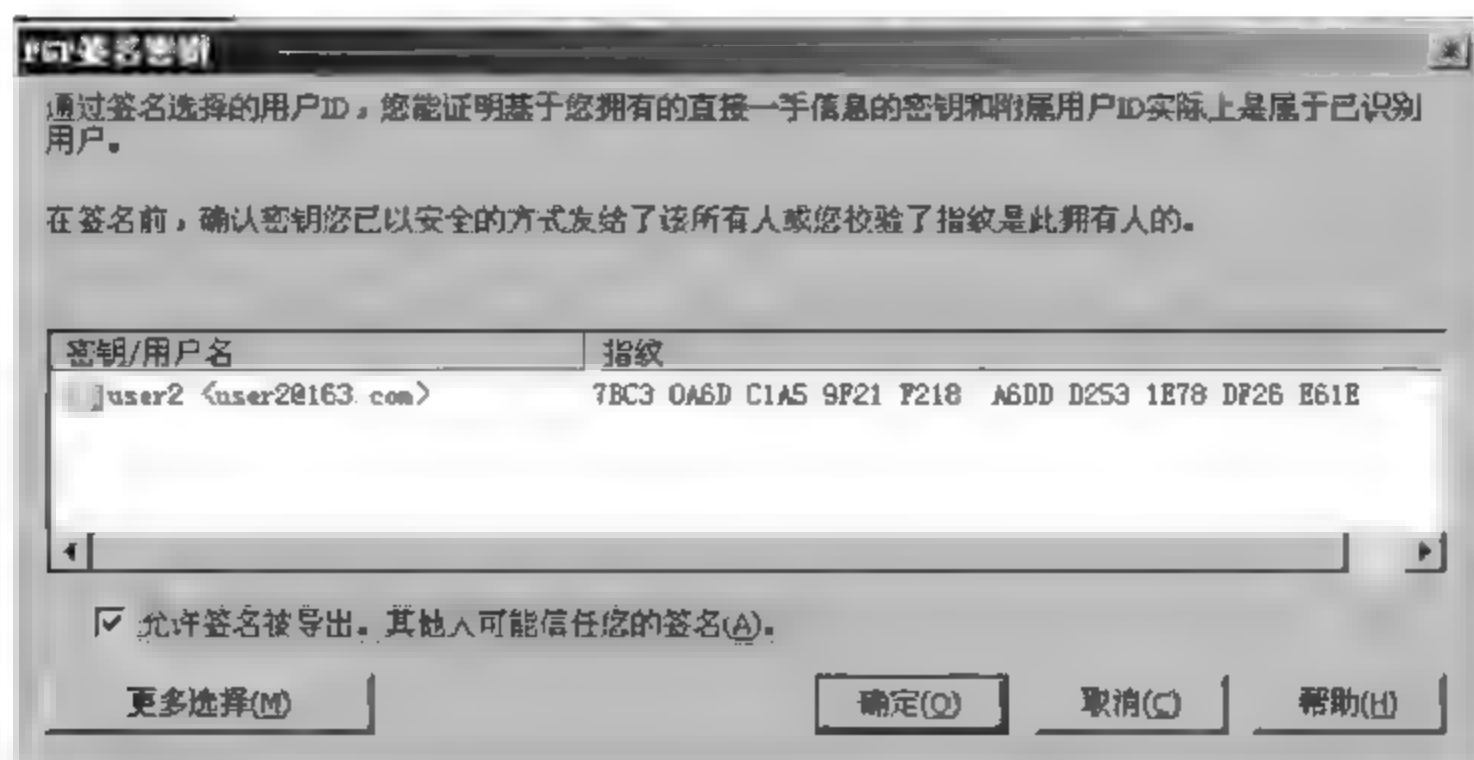 PGP签名密钥
通过签名选择的用户ID，您能证明基于您拥有的直接一手信息的密钥和附属用户ID实际上是属于已识别
用户。
在签名前，确认密钥您已以安全的方式发给了该所有人或您校验了指纹是此拥有人的。
密钥/用户名 指纹
user2 <user2@163.com> 7BC3 0A6D C1A5 9F21 F218 A6DD D253 1E78 DF26 E61E
允许签名被导出。其他人可能信任您的签名(A)。
更多选择(M) 确定(O) 取消(C) 帮助(H)